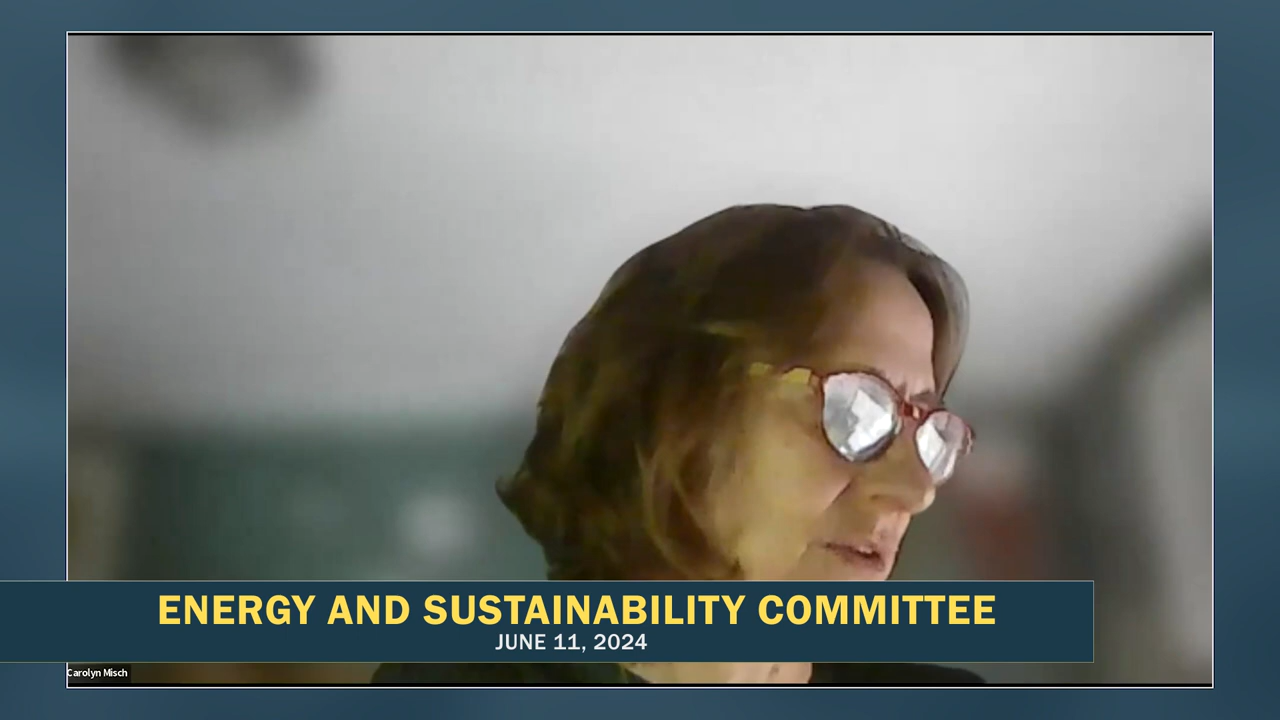 ENERGY AND SUSTAINABILITY COMMITTEE
JUNE 11, 2024
Carolyn Misch